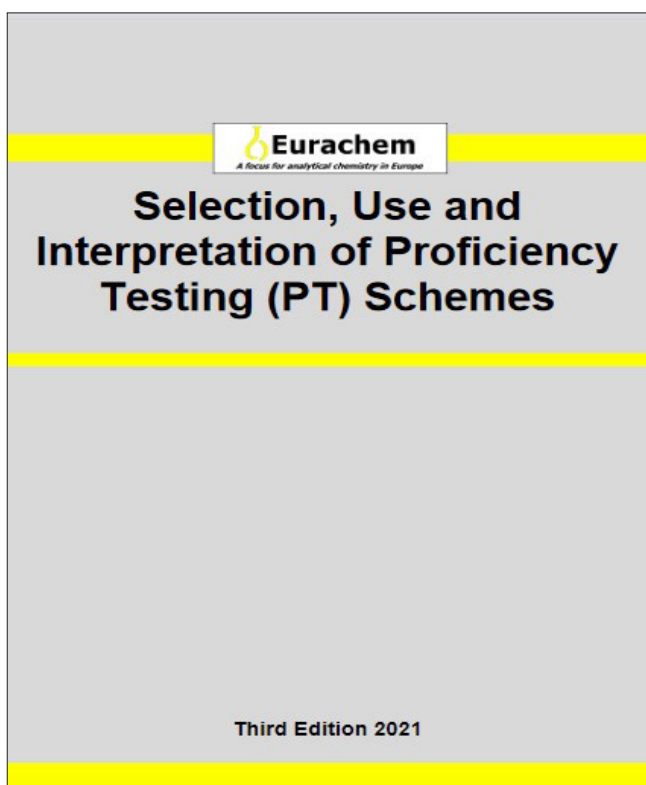 Eurachem
A focus for analytical chemistry in Europe
Selection, Use and
Interpretation of Proficiency
Testing (PT) Schemes
Third Edition 2021